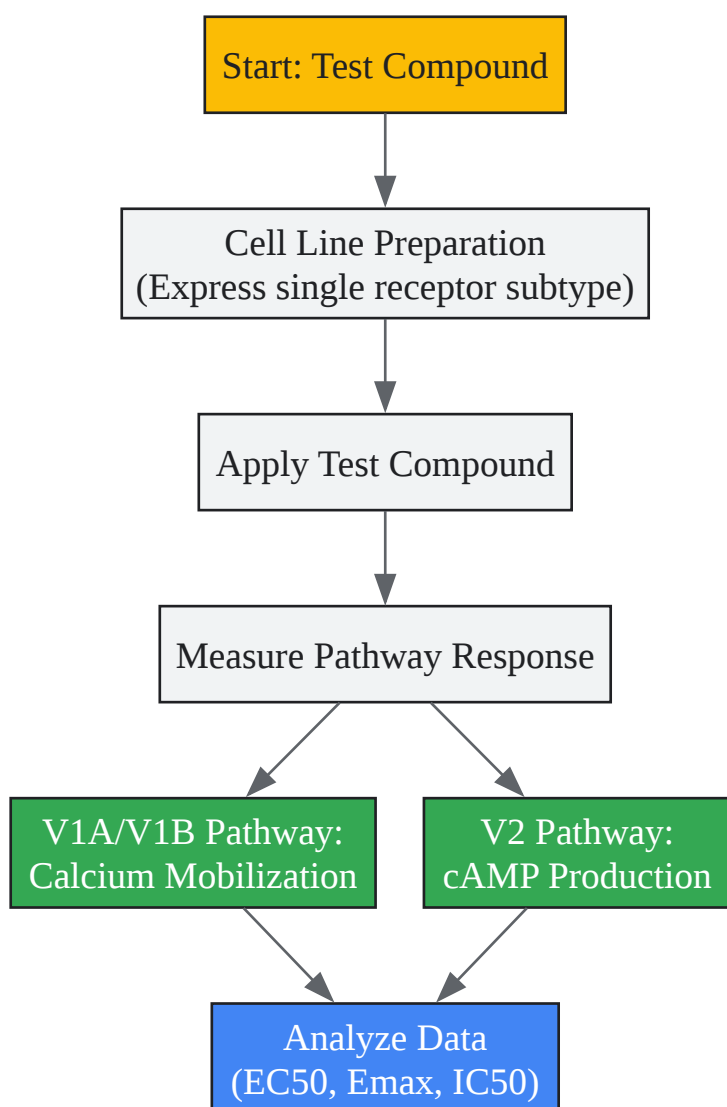 Start: Test Compound
Cell Line Preparation
(Express single receptor subtype)
Apply Test Compound
Measure Pathway Response
V1A/V1B Pathway:
Calcium Mobilization
V2 Pathway:
cAMP Production
Analyze Data
(EC50, Emax, IC50)